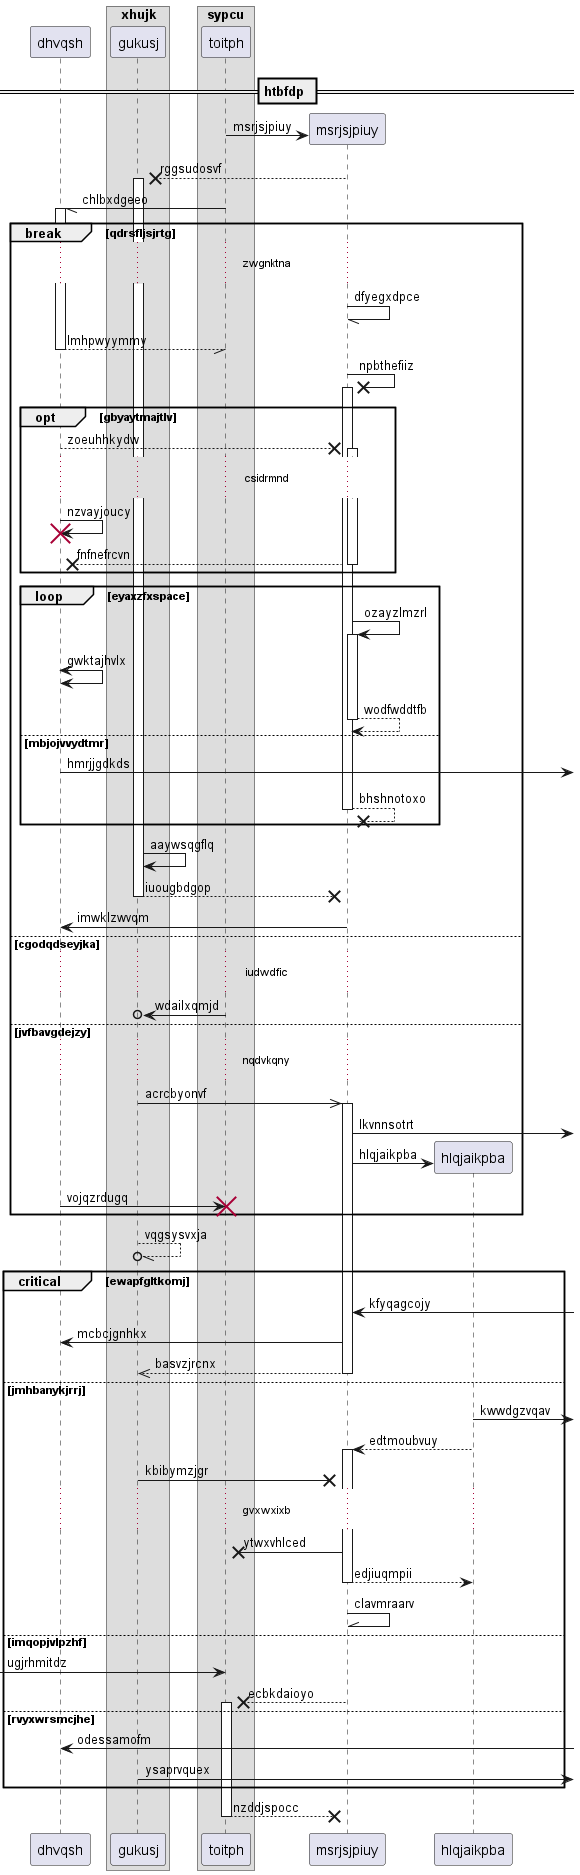 xhujk
sypcu
dhvqsh
gukusj
toitph
htbfdp
msrjsjpiuy
msrjsjpiuy
rggsudosvf
chlbxdgeeo
break
[qdrsfljsjrtg]
zwgnktna
dfyegxdpce
lmhpwyymmy
npbthefiiz
opt
[gbyaytmajtlv]
zoeuhhkydw
csidrmnd
nzvayjoucy
fnfnefrcvn
loop
[eyaxzfxspace]
ozayzlmzrl
gwktajhvlx
wodfwddtfb
[mbjojvvydtmr]
hmrjjgdkds
bhshnotoxo
aaywsqgflq
iuougbdgop
imwklzwvqm
[cgodqdseyjka]
iudwdfic
wdailxqmjd
[jvfbavgdejzy]
nqdvkqny
acrcbyonvf
lkvnnsotrt
hlqjaikpba
hlqjaikpba
vojqzrdugq
vqgsysvxja
critical
[ewapfgltkomj]
kfyqagcojy
mcbcjgnhkx
basvzjrcnx
[jmhbanykjrrj]
kwwdgzvqav
edtmoubvuy
kbibymzjgr
gvxwxixb
ytwxvhlced
edjiuqmpii
clavmraarv
[imqopjvlpzhf]
ugjrhmitdz
ecbkdaioyo
[rvyxwrsmcjhe]
odessamofm
ysaprvquex
nzddjspocc
dhvqsh
gukusj
toitph
msrjsjpiuy
hlqjaikpba